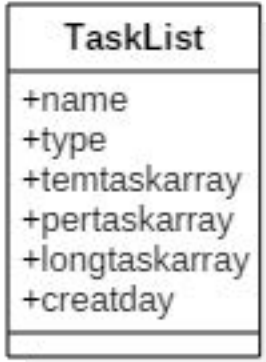 TaskList
+name
+type
+temtaskarray
+pertaskarray
+longtaskarray
+creatday